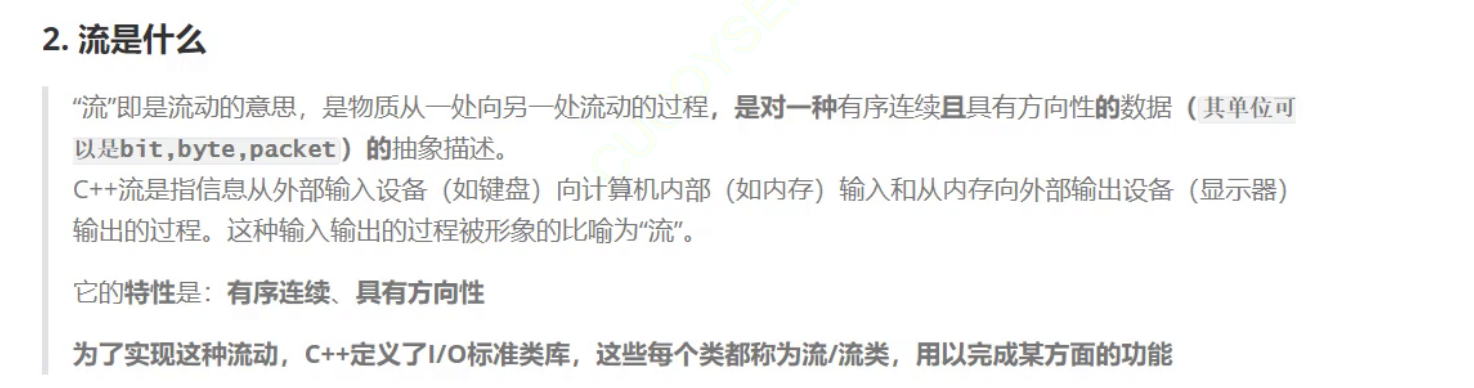 2. 流是什么
“流”即是流动的意思，是物质从一处向另一处流动的过程，是对一种有序连续且具有方向性的数据（其单位可
以是bit,byte,packet）的抽象描述。
C++流是指信息从外部输入设备（如键盘）向计算机内部（如内存）输入和从内存向外部输出设备（显示器）
输出的过程。这种输入输出的过程被形象的比喻为“流”。
它的特性是：有序连续、具有方向性
为了实现这种流动，C++定义了I/O标准类库，这些每个类都称为流/流类，用以完成某方面的功能